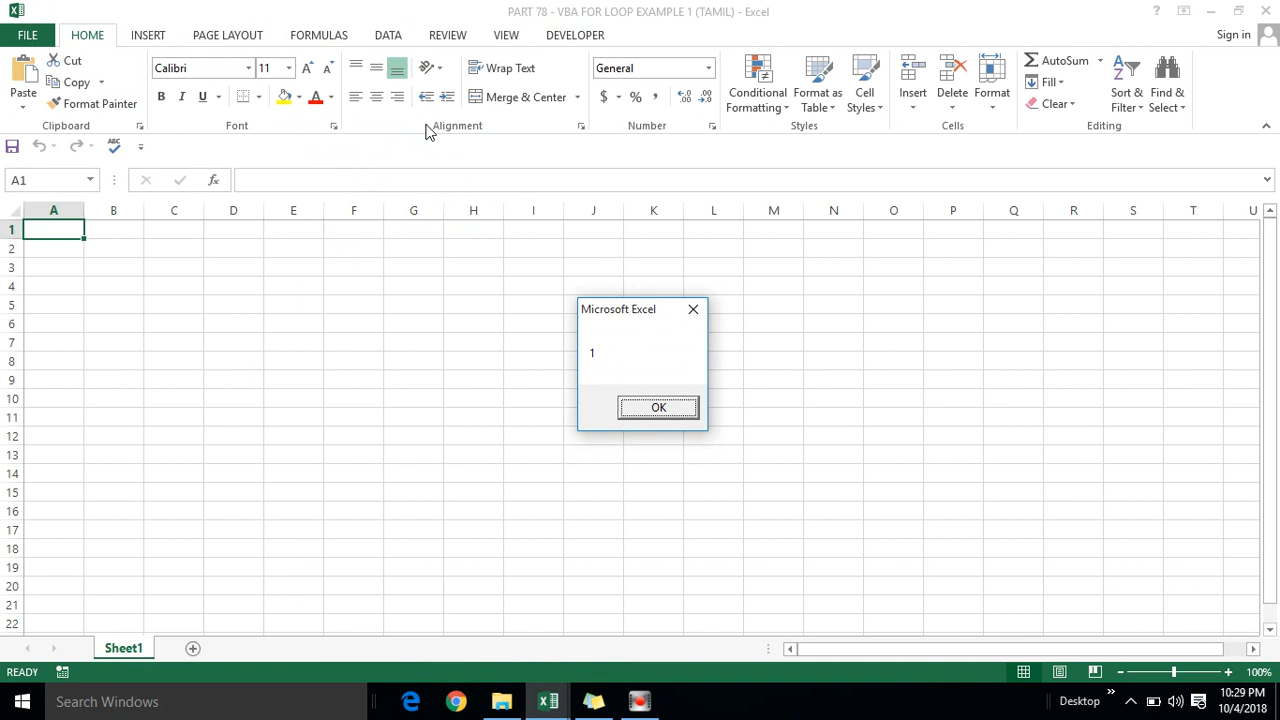 PART 78 - VBA FOR LOOP EXAMPLE 1 (TAMIL) - Excel
?
FILE HOME INSERT PAGE LAYOUT FORMULAS DATA REVIEW VIEW DEVELOPER Sign in
Paste
Cut
Copy
Format Painter
Clipboard
Calibri 11
B I U
Font
Wrap Text
Merge & Center
Alignment
General
$ % ,
Number
Conditional Formatting
Format as Table
Cell Styles
Styles
Insert
Delete
Format
Cells
AutoSum
Fill
Clear
Sort & Filter
Find & Select
Editing
A1
fx
A B C D E F G H I J K L M N O P Q R S T U
1
2
3
4
5
6
7
8
9
10
11
12
13
14
15
16
17
18
19
20
21
22
Microsoft Excel
1
OK
Sheet1
READY
100%
Search Windows
Desktop
10:29 PM
10/4/2018